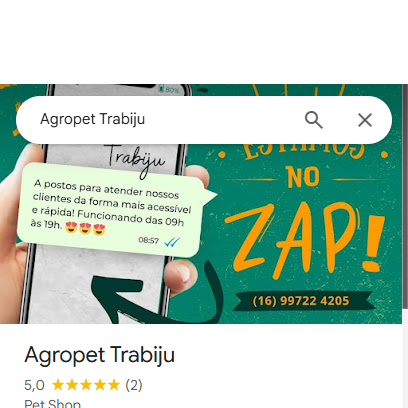 80%
Agropet Trabiju
Trabiju
ESTAMOS
NO
ZAP!
A postos para atender nossos
clientes da forma mais acessível
e rápida! Funcionando das 09h
às 19h. 😍😍😍
08:57
(16) 99722 4205
Agropet Trabiju
5,0 ★★★★★ (2)
Pet Shop